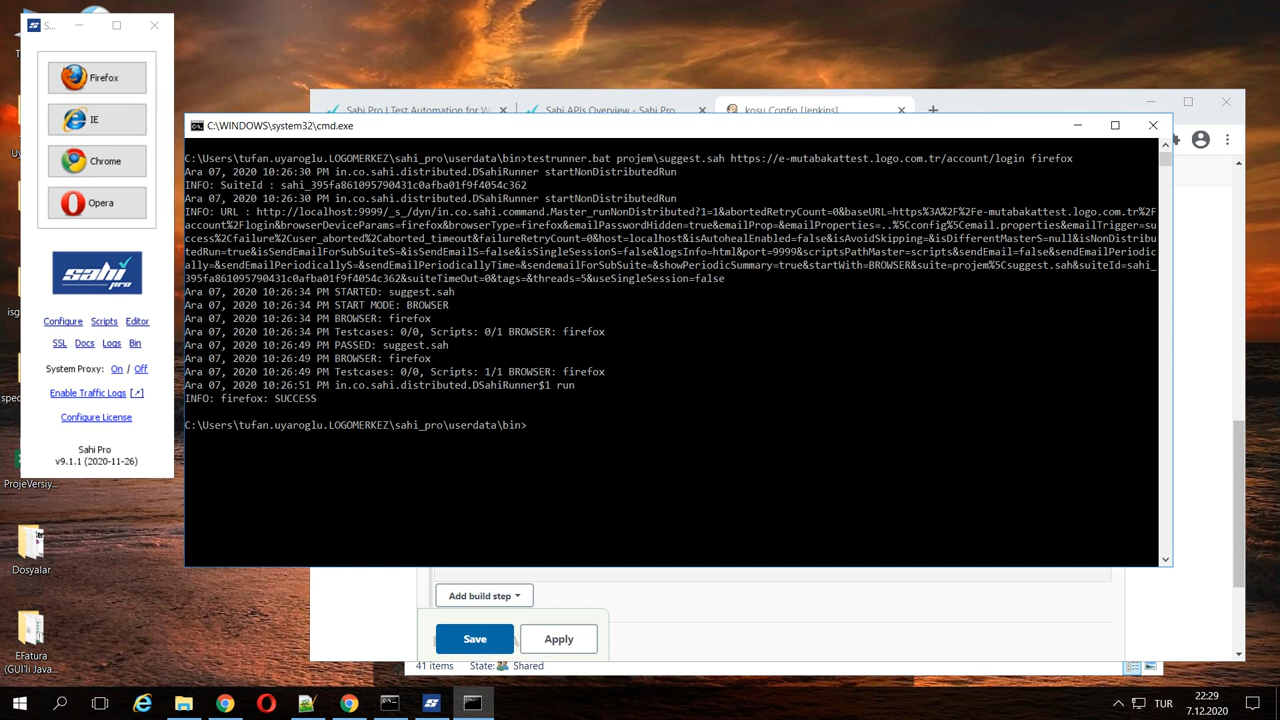 S...
Firefox
IE
Chrome
Opera
sahi
pro
Configure Scripts Editor
SSL Docs Logs Bin
System Proxy: On / Off
Enable Traffic Logs [↗]
Configure License
Sahi Pro
v9.1.1 (2020-11-26)
ProjeVersiy...
Dosyalar
EFatura
(GUI'li Java...
Sahi Pro | Test Automation for W
Sahi APIs Overview - Sahi Pro
kosu Config [Jenkins]
C:\WINDOWS\system32\cmd.exe
C:\Users\tufan.uyaroglu.LOGOMERKEZ\sahi_pro\userdata\bin>testrunner.bat projem\suggest.sah https://e-mutabakattest.logo.com.tr/account/login firefox
Ara 07, 2020 10:26:30 PM in.co.sahi.distributed.DSahiRunner startNonDistributedRun
INFO: SuiteId : sahi_395fa861095790431c0afba01f9f4054c362
Ara 07, 2020 10:26:30 PM in.co.sahi.distributed.DSahiRunner startNonDistributedRun
INFO: URL : http://localhost:9999/_s_/dyn/in.co.sahi.command.Master_runNonDistributed?1=1&abortedRetryCount=0&baseURL=https%3A%2F%2Fe-mutabakattest.logo.com.tr%2F
account%2Flogin&browserDeviceParams=firefox&browserType=firefox&emailPasswordHidden=true&emailProp=&emailProperties=..%5Cconfig%5Cemail.properties&emailTrigger=su
ccess%2Cfailure%2Cuser_aborted%2Caborted_timeout&failureRetryCount=0&host=localhost&isAutohealEnabled=false&isAvoidSkipping=&isDifferentMasterS=null&isNonDistribu
tedRun=true&isSendEmailForSubSuiteS=&isSendEmailS=false&isSingleSessionS=false&logsInfo=html&port=9999&scriptsPathMaster=scripts&sendEmail=false&sendEmailPeriodic
ally=&sendEmailPeriodicallyS=&sendEmailPeriodicallyTime=&sendemailForSubSuite=&showPeriodicSummary=true&startWith=BROWSER&suite=projem%5Csuggest.sah&suiteId=sahi_
395fa861095790431c0afba01f9f4054c362&suiteTimeOut=0&tags=&threads=5&useSingleSession=false
Ara 07, 2020 10:26:34 PM STARTED: suggest.sah
Ara 07, 2020 10:26:34 PM START MODE: BROWSER
Ara 07, 2020 10:26:34 PM BROWSER: firefox
Ara 07, 2020 10:26:34 PM Testcases: 0/0, Scripts: 0/1 BROWSER: firefox
Ara 07, 2020 10:26:49 PM PASSED: suggest.sah
Ara 07, 2020 10:26:49 PM BROWSER: firefox
Ara 07, 2020 10:26:49 PM Testcases: 0/0, Scripts: 1/1 BROWSER: firefox
Ara 07, 2020 10:26:51 PM in.co.sahi.distributed.DSahiRunner$1 run
INFO: firefox: SUCCESS
C:\Users\tufan.uyaroglu.LOGOMERKEZ\sahi_pro\userdata\bin>
Add build step
Save
Apply
41 items State: Shared
TUR
22:29
7.12.2020